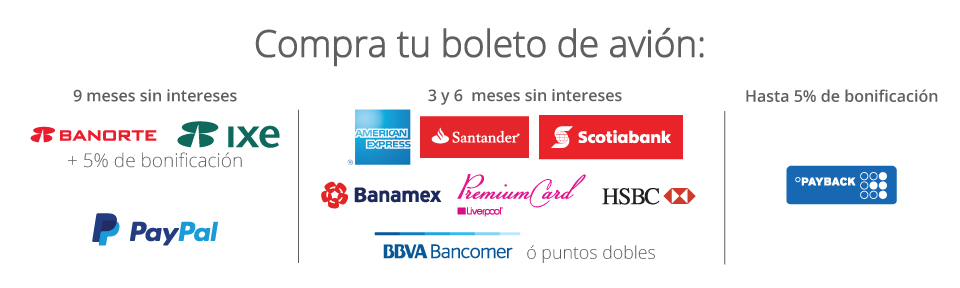 Compra tu boleto de avión:
9 meses sin intereses
BANORTE IXE
+ 5% de bonificación
PayPal
3 y 6 meses sin intereses
AMERICAN EXPRESS ® Santander Scotiabank
Banamex PremiumCard Liverpool HSBC
BBVA Bancomer ó puntos dobles
Hasta 5% de bonificación
PAYBACK